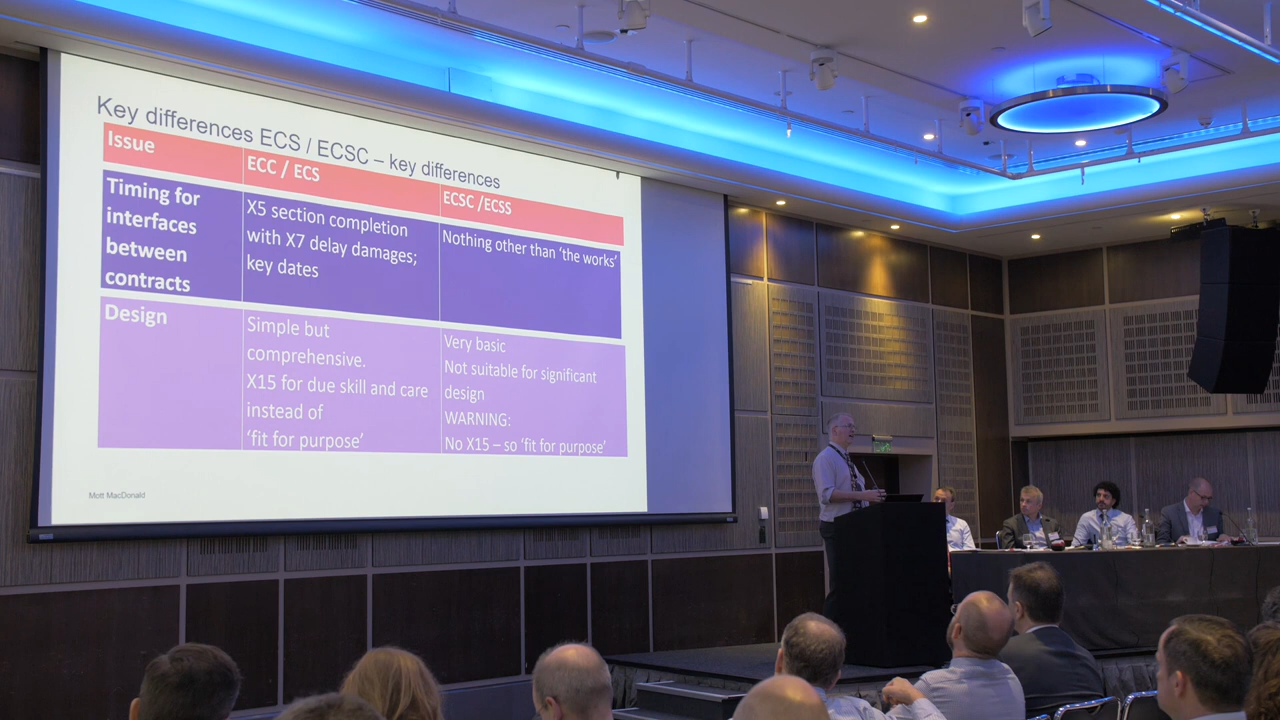 Key differences ECS / ECSC – key differences
Issue
ECC / ECS
ECSC /ECSS
Timing for
interfaces
between
contracts
X5 section completion
with X7 delay damages;
key dates
Nothing other than ‘the works’
Design
Simple but
comprehensive.
X15 for due skill and care
instead of
‘fit for purpose’
Very basic
Not suitable for significant
design
WARNING:
No X15 – so ‘fit for purpose’
Mott MacDonald